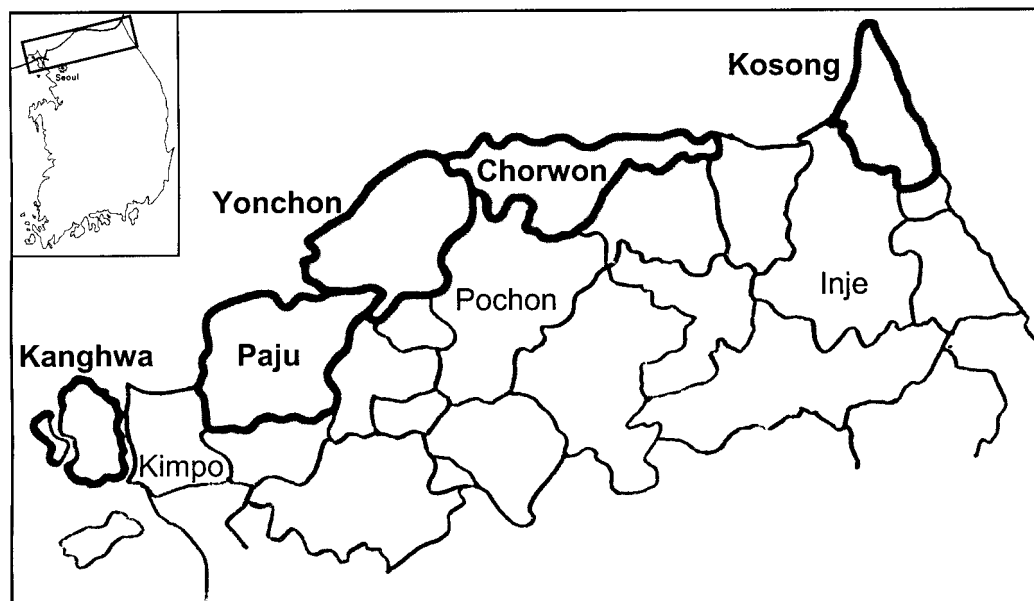 Seoul
Kosong
Chorwon
Yonchon
Inje
Pochon
Kanghwa
Paju
Kimpo